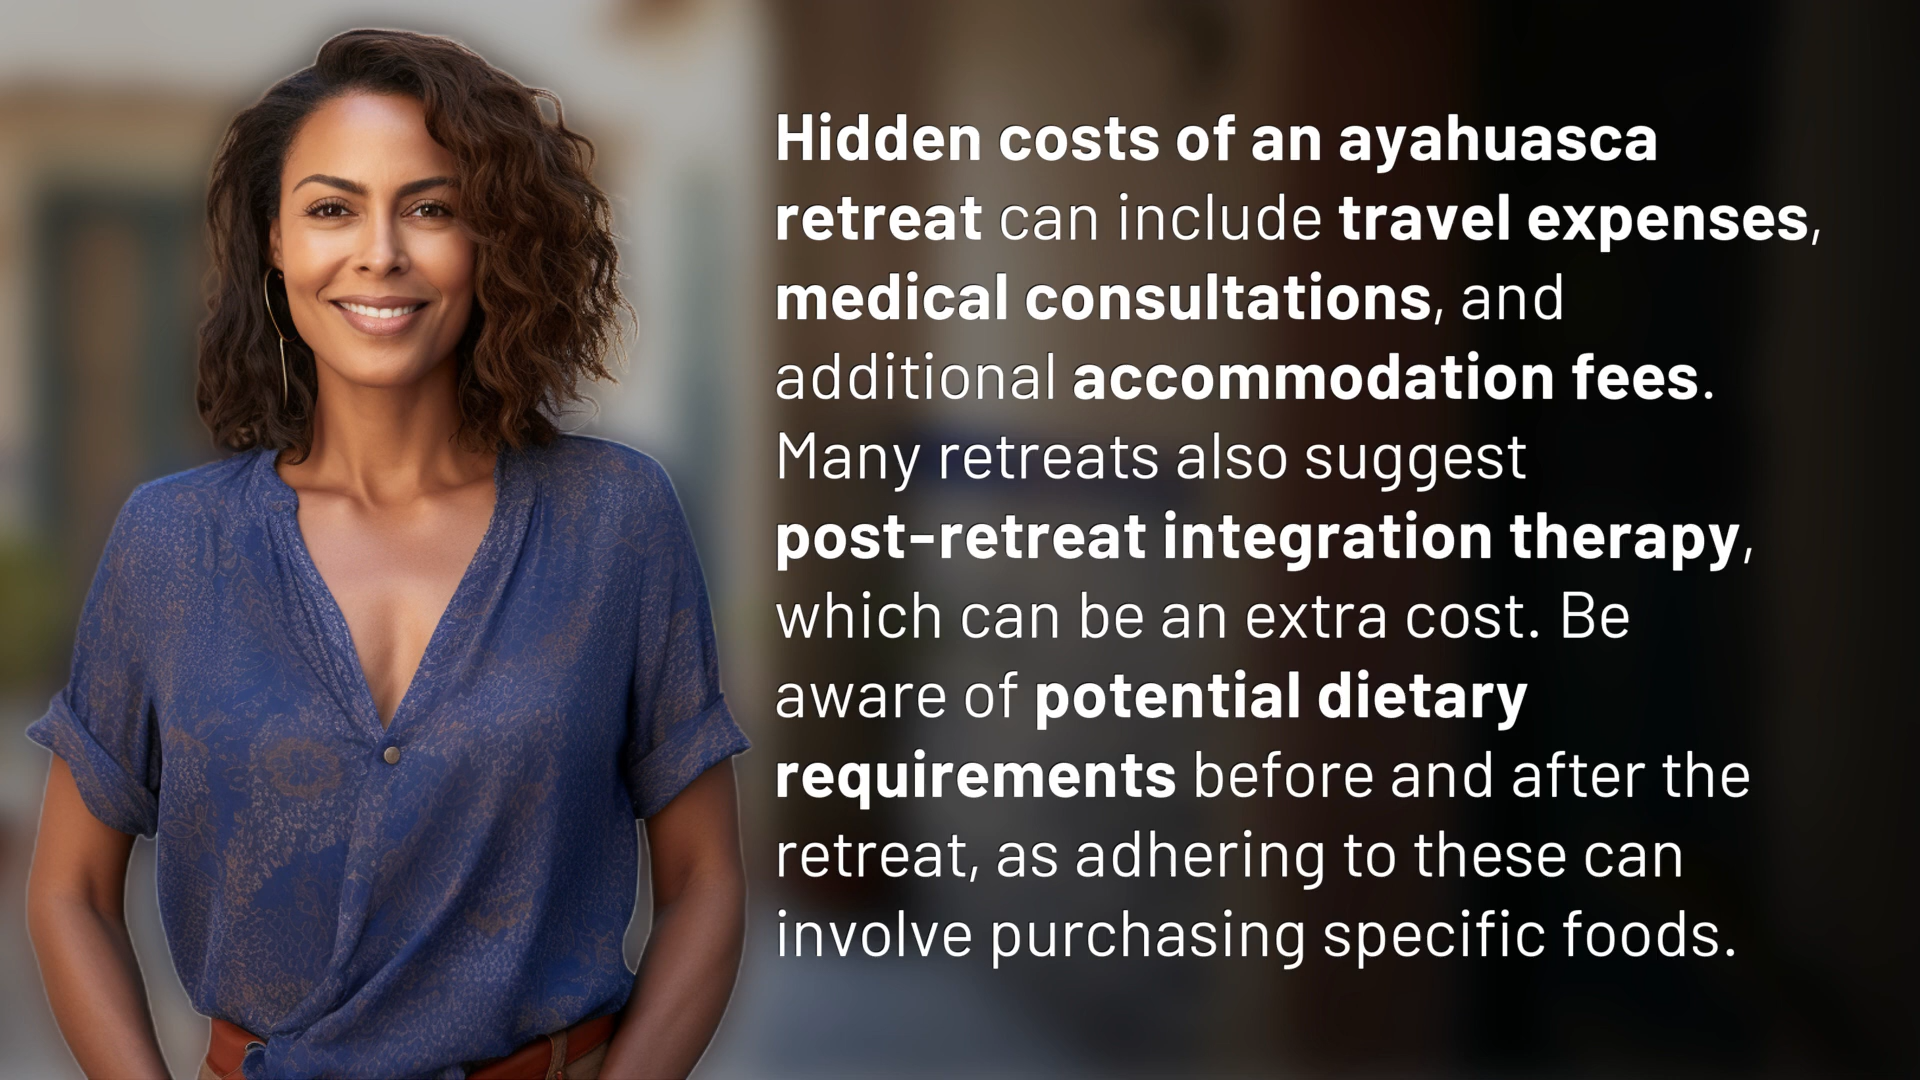 Hidden costs of an ayahuasca
retreat can include travel expenses,
medical consultations, and
additional accommodation fees.
Many retreats also suggest
post-retreat integration therapy,
which can be an extra cost. Be
aware of potential dietary
requirements before and after the
retreat, as adhering to these can
involve purchasing specific foods.